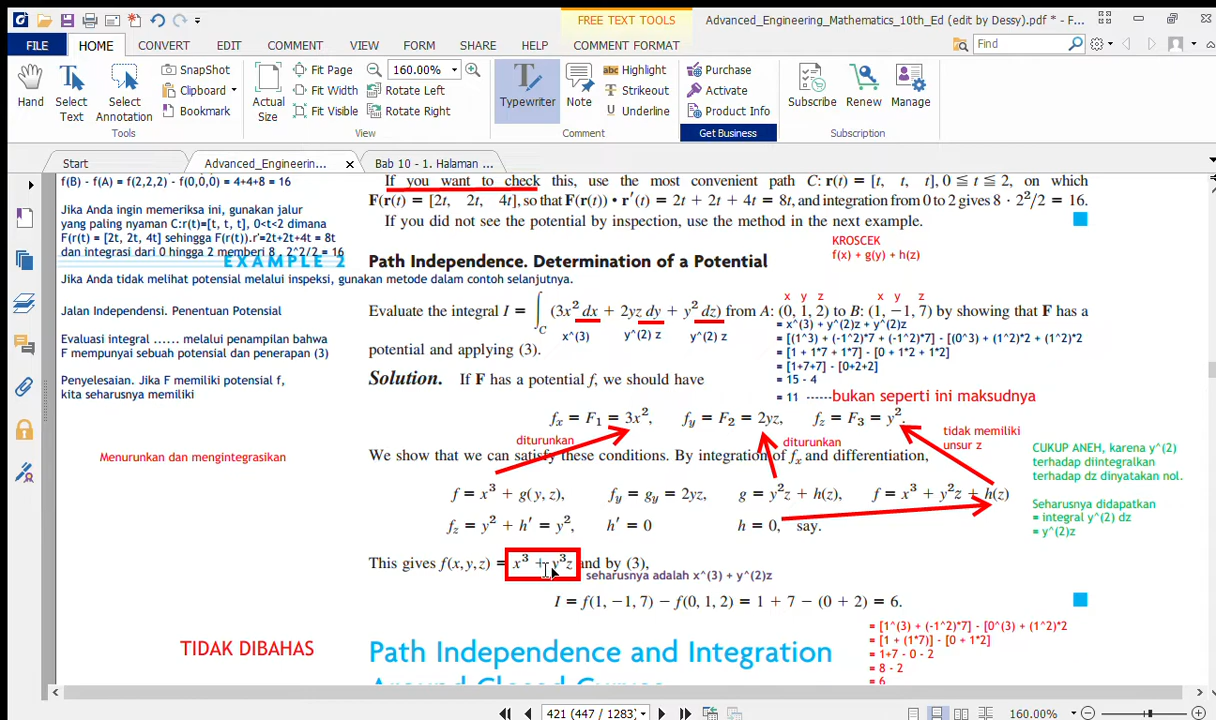 FREE TEXT TOOLS
Advanced_Engineering_Mathematics_10th_Ed (edit by Dessy).pdf * - F...
FILE HOME CONVERT EDIT COMMENT VIEW FORM SHARE HELP COMMENT FORMAT
Find
Hand
Select Text
Select Annotation
SnapShot
Clipboard
Bookmark
Tools
Actual Size
Fit Page
Fit Width
Fit Visible
160.00%
Rotate Left
Rotate Right
View
Typewriter
Note
Highlight
Strikeout
Underline
Comment
Purchase
Activate
Product Info
Get Business
Subscribe
Renew
Manage
Subscription
Start
Advanced_Engineerin...
Bab 10 - 1. Halaman ...
f(B) - f(A) = f(2,2,2) - f(0,0,0) = 4+4+8 = 16
If you want to check this, use the most convenient path C: r(t) = [t, t, t], 0 ≦ t ≦ 2, on which
F(r(t)) = [2t, 2t, 4t], so that F(r(t)) • r′(t) = 2t + 2t + 4t = 8t, and integration from 0 to 2 gives 8 · 2²/2 = 16.
If you did not see the potential by inspection, use the method in the next example.
Jika Anda ingin memeriksa ini, gunakan jalur
yang paling nyaman C:r(t)=[t, t, t], 0<t<2 dimana
F(r(t) = [2t, 2t, 4t] sehingga F(r(t)).r'=2t+2t+4t = 8t
dan integrasi dari 0 hingga 2 memberi 8 . 2^2/2 = 16
KROSCEK
f(x) + g(y) + h(z)
EXAMPLE 2 Path Independence. Determination of a Potential
Jika Anda tidak melihat potensial melalui inspeksi, gunakan metode dalam contoh selanjutnya.
x y z x y z
Jalan Independensi. Penentuan Potensial
Evaluate the integral I = ∫C (3x² dx + 2yz dy + y² dz) from A: (0, 1, 2) to B: (1, −1, 7) by showing that F has a
x^(3) y^(2) z y^(2) z
potential and applying (3).
= x^(3) + y^(2)z + y^(2)z
= [(1^(3) + (-1)^(2)*7 + (-1)^(2)*7] - [(0^(3) + (1^2)*2 + (1^2)*2
= [1 + 1*7 + 1*7] - [0 + 1*2 + 1*2]
= [1+7+7] - [0+2+2]
= 15 - 4
= 11 ------bukan seperti ini maksudnya
Evaluasi integral ...... melalui penampilan bahwa
F mempunyai sebuah potensial dan penerapan (3)
Penyelesaian. Jika F memiliki potensial f,
kita seharusnya memiliki
Solution. If F has a potential f, we should have
fx = F1 = 3x², fy = F2 = 2yz, fz = F3 = y².
diturunkan
diturunkan
tidak memiliki
unsur z
Menurunkan dan mengintegrasikan
We show that we can satisfy these conditions. By integration of fx and differentiation,
CUKUP ANEH, karena y^(2)
terhadap diintegralkan
terhadap dz dinyatakan nol.
Seharusnya didapatkan
= integral y^(2) dz
= y^(2)z
f = x³ + g(y, z), fy = gy = 2yz, g = y²z + h(z), f = x³ + y²z + h(z)
fz = y² + h′ = y², h′ = 0 h = 0, say.
This gives f(x, y, z) = x³ + y³z and by (3),
seharusnya adalah x^(3) + y^(2)z
I = f(1, −1, 7) − f(0, 1, 2) = 1 + 7 − (0 + 2) = 6.
= [1^(3) + (-1^2)*7] - [0^(3) + (1^2)*2
= [1 + (1*7)] - [0 + 1*2]
= 1+7 - 0 - 2
= 8 - 2
= 6
TIDAK DIBAHAS
Path Independence and Integration
Around Closed Curves
421 (447 / 1283)
160.00%